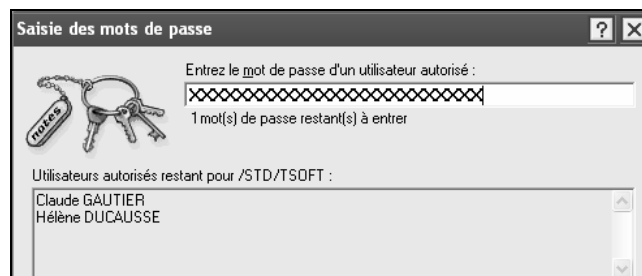 Saisie des mots de passe
Entrez le mot de passe d'un utilisateur autorisé :
XXXXXXXXXXXXXXXXXXXXXXXXXXX
1 mot(s) de passe restant(s) à entrer
notes
Utilisateurs autorisés restant pour /STD/TSOFT :
Claude GAUTIER
Hélène DUCAUSSE